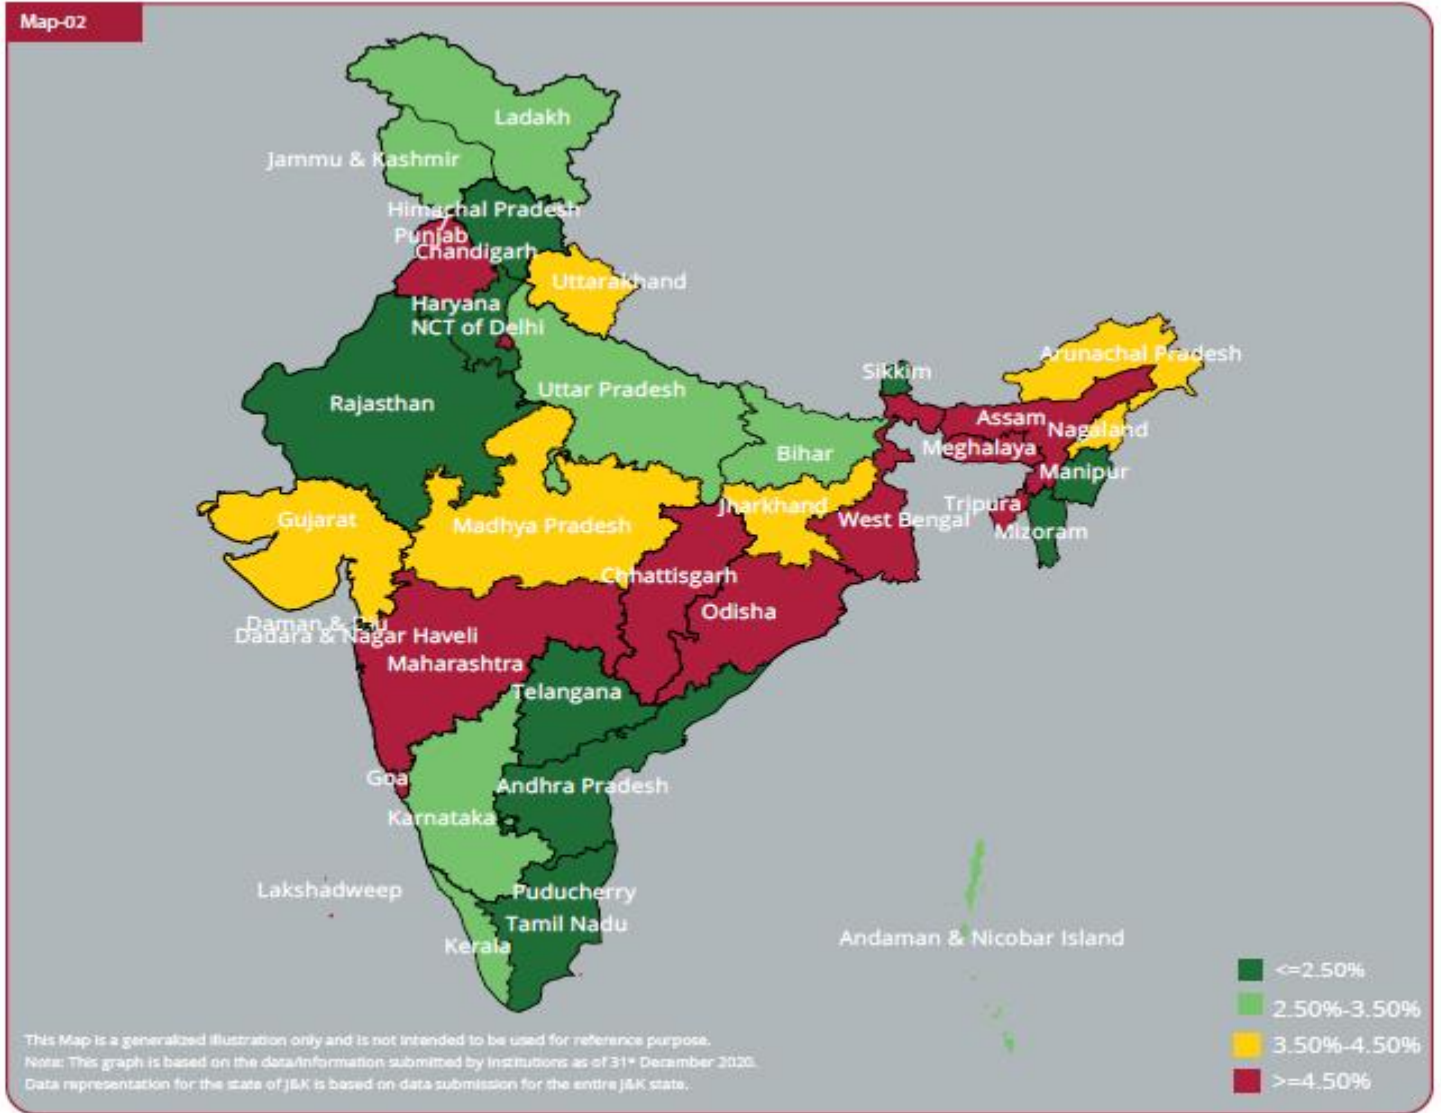 Map-02
Ladakh
Jammu & Kashmir
Himachal Pradesh
Punjab
Chandigarh
Uttarakhand
Haryana
NCT of Delhi
Arunachal Pradesh
Sikkim
Uttar Pradesh
Rajasthan
Assam
Nagaland
Meghalaya
Bihar
Manipur
Jharkhand
Tripura
Gujarat
Madhya Pradesh
West Bengal
Mizoram
Chhattisgarh
Odisha
Daman & Diu
Dadara & Nagar Haveli
Maharashtra
Telangana
Goa
Andhra Pradesh
Karnataka
Lakshadweep
Puducherry
Tamil Nadu
Kerala
Andaman & Nicobar Island
<=2.50%
2.50%-3.50%
3.50%-4.50%
>=4.50%
This Map is a generalized illustration only and is not intended to be used for reference purpose.
Note: This graph is based on the data/information submitted by institutions as of 31st December 2020.
Data representation for the state of J&K is based on data submission for the entire J&K state.